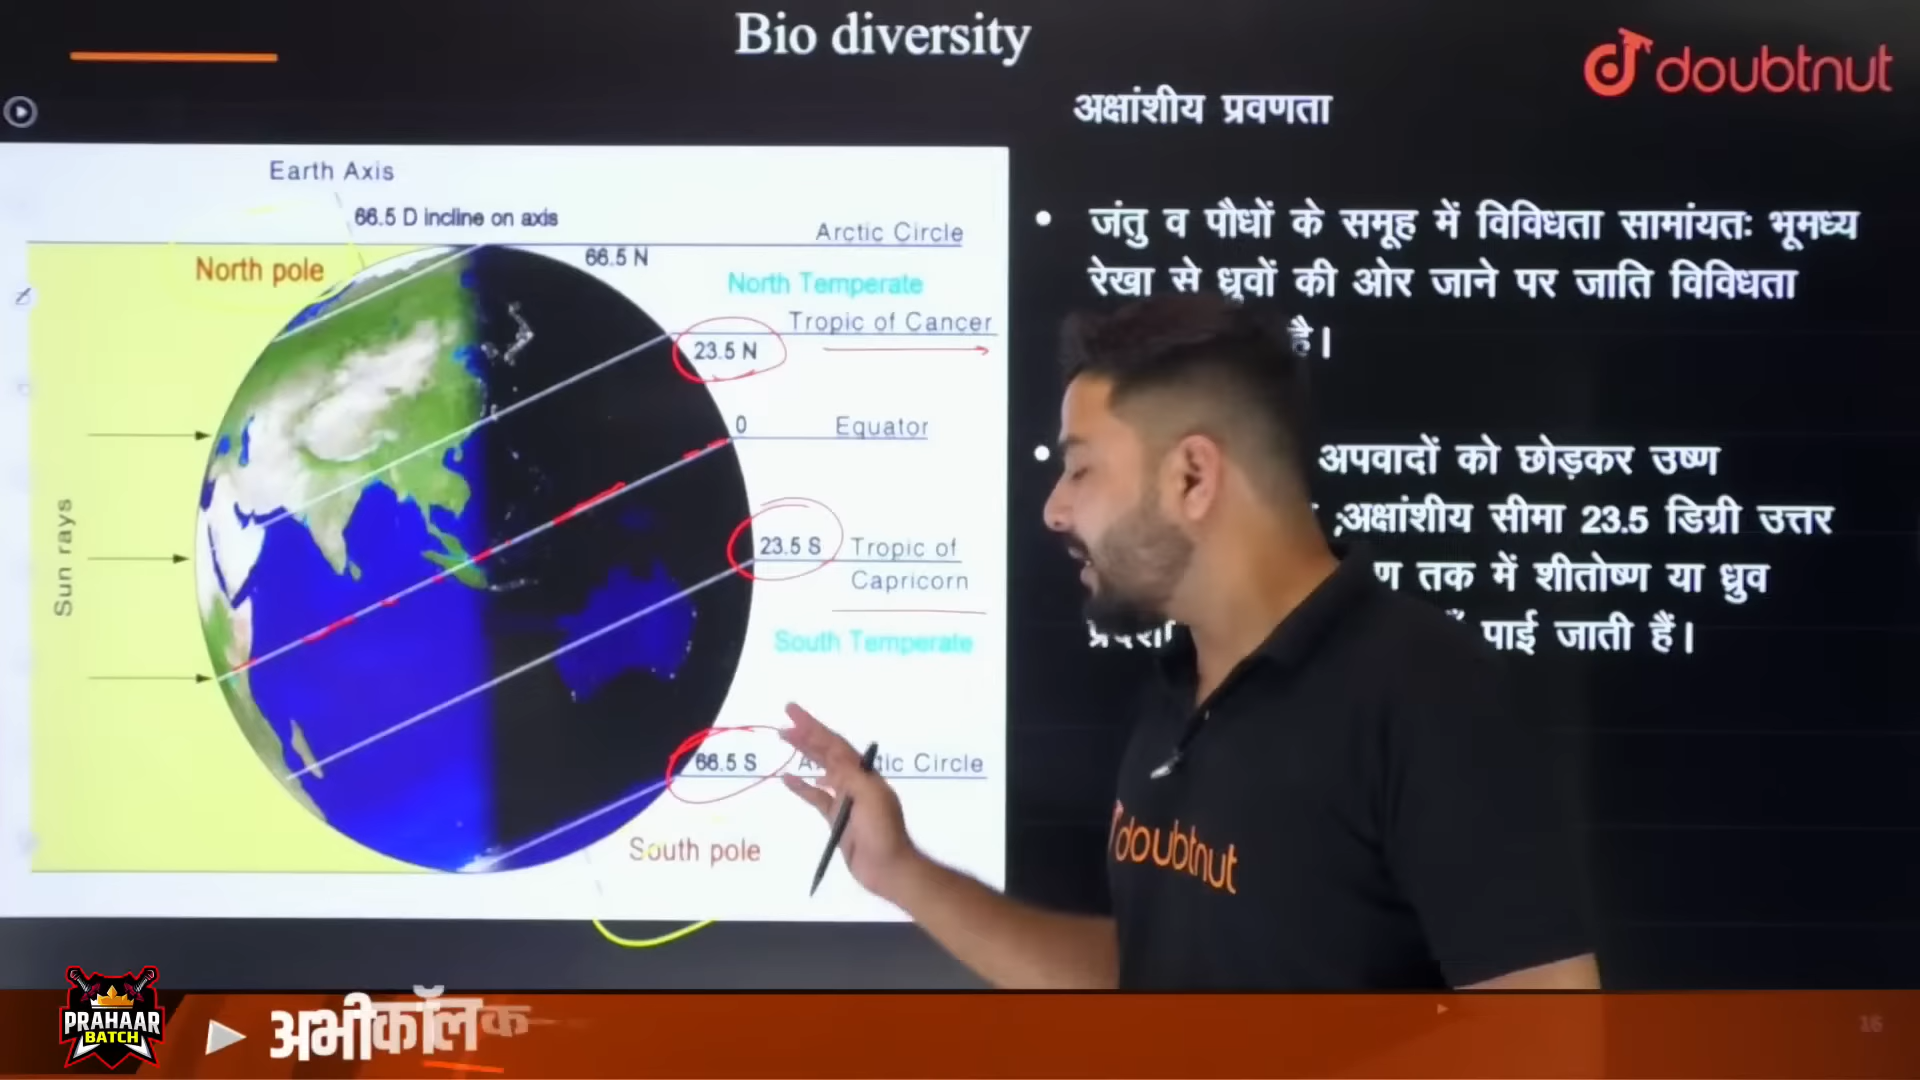 Bio diversity
doubtnut
अक्षांशीय प्रवणता
Earth Axis
66.5 D incline on axis
Arctic Circle
66.5 N
North pole
North Temperate
Tropic of Cancer
23.5 N
0
Equator
Sun rays
23.5 S
Tropic of
Capricorn
South Temperate
66.5 S
Circle
South pole
• जंतु व पौधों के समूह में विविधता सामांयतः भूमध्य
रेखा से ध्रुवों की ओर जाने पर जाति विविधता
है।
• अपवादों को छोड़कर उष्ण
;अक्षांशीय सीमा 23.5 डिग्री उत्तर
तक में शीतोष्ण या ध्रुव
पाई जाती हैं।
doubtnut
PRAHAAR
BATCH
अभी कॉल क
16